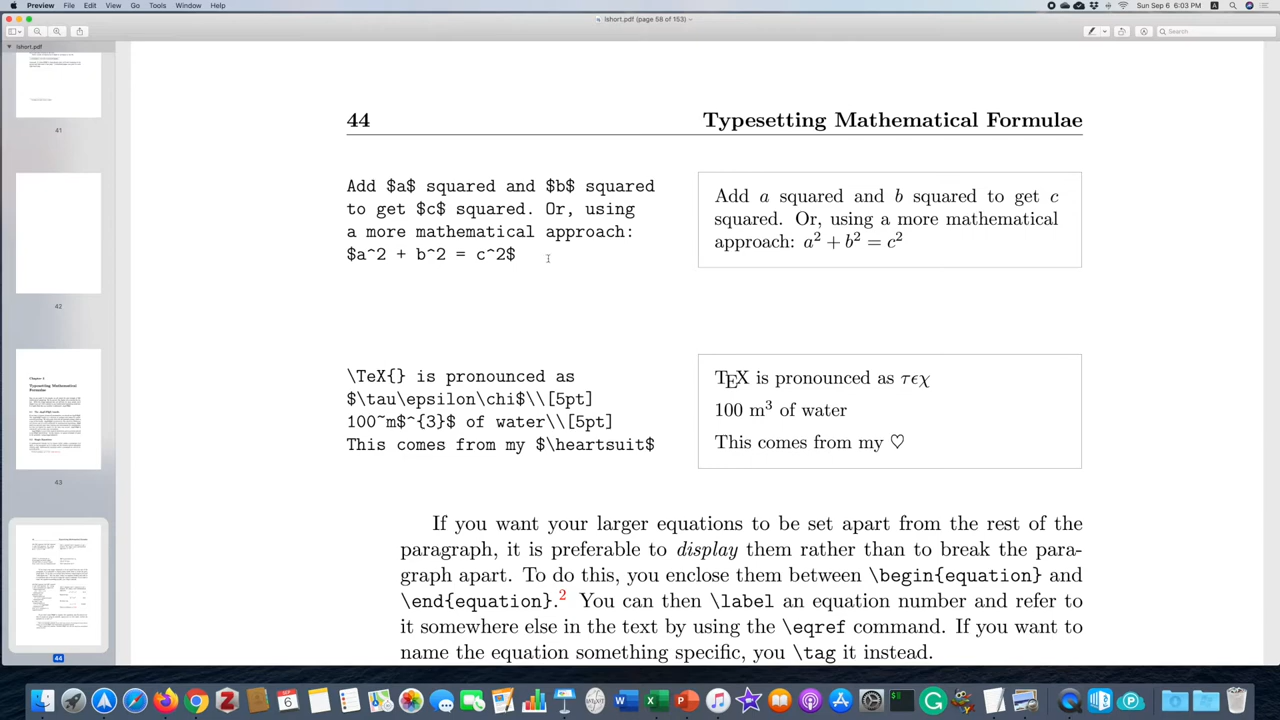 Preview File Edit View Go Tools Window Help
Sun Sep 6 6:03 PM
lshort.pdf (page 58 of 153)
Search
lshort.pdf
41
42
43
44
44 Typesetting Mathematical Formulae
Add $a$ squared and $b$ squared
to get $c$ squared. Or, using
a more mathematical approach:
$a^2 + b^2 = c^2$
Add a squared and b squared to get c
squared. Or, using a more mathematical
approach: a² + b² = c²
\TeX{} is pronounced as
$\tau\epsilon\chi$\\[5pt]
100~m$^{3}$ of water\\[5pt]
This comes from my $\heartsuit$
TEX is pronounced as τεχ
100 m³ of water
This comes from my ♡
If you want your larger equations to be set apart from the rest of the
paragraph, it is preferable to display them rather than to break the para-
graph apart. To do this, you enclose them between \begin{equation} and
\end{equation}.² You can then \label an equation number and refer to
it somewhere else in the text by using the \eqref command. If you want to
name the equation something specific, you \tag it instead.